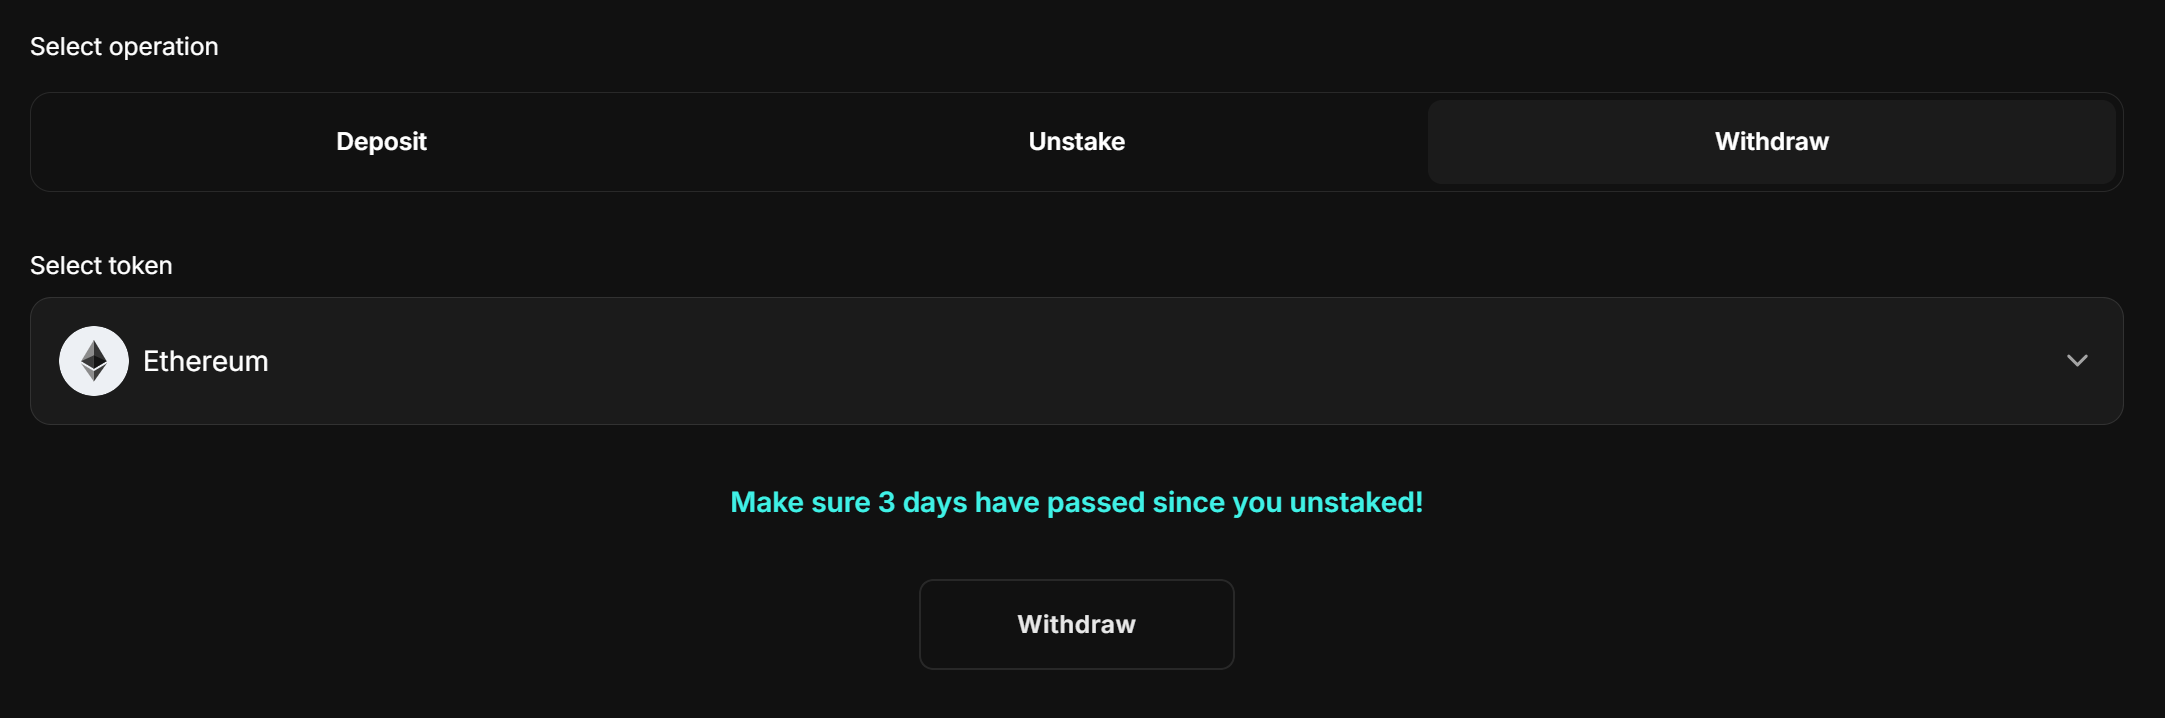 Select operation
Deposit Unstake Withdraw
Select token
Ethereum
Make sure 3 days have passed since you unstaked!
Withdraw